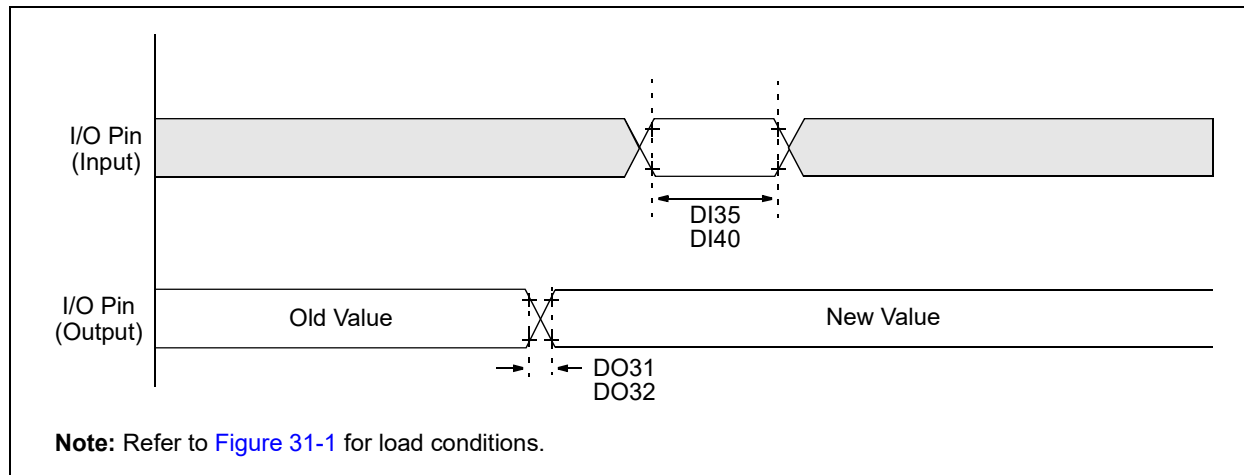 I/O Pin
(Input)
DI35
DI40
I/O Pin
(Output)
Old Value
New Value
DO31
DO32
Note: Refer to Figure 31-1 for load conditions.